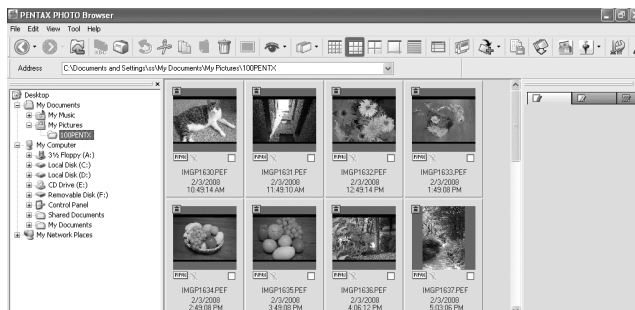 PENTAX PHOTO Browser
File Edit View Tool Help
Address C:\Documents and Settings\ss\My Documents\My Pictures\100PENTX
Desktop
My Documents
My Music
My Pictures
100PENTX
My Computer
3½ Floppy (A:)
Local Disk (C:)
Local Disk (D:)
CD Drive (E:)
Removable Disk (F:)
Control Panel
Shared Documents
My Documents
My Network Places
IMGP1630.PEF
2/3/2008
10:49:14 AM
IMGP1631.PEF
2/3/2008
11:49:10 AM
IMGP1632.PEF
2/3/2008
12:49:14 PM
IMGP1633.PEF
2/3/2008
1:49:08 PM
IMGP1634.PEF
2/3/2008
2:49:08 PM
IMGP1635.PEF
2/3/2008
3:49:08 PM
IMGP1636.PEF
2/3/2008
4:06:12 PM
IMGP1637.PEF
2/3/2008
5:03:06 PM